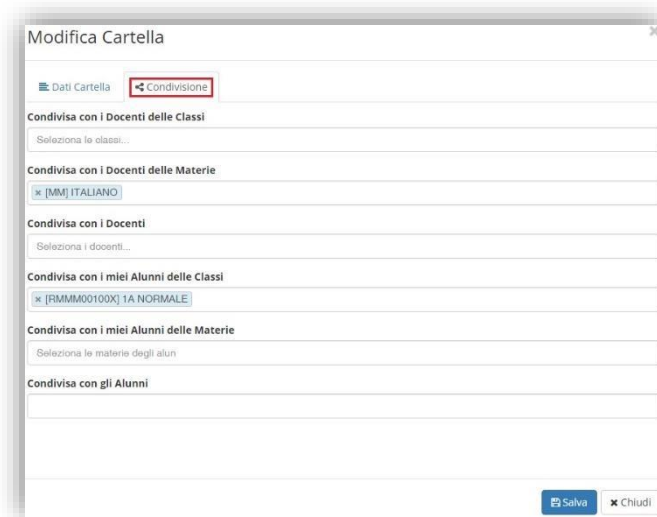 Modifica Cartella
Dati Cartella Condivisione
Condivisa con i Docenti delle Classi
Seleziona le classi...
Condivisa con i Docenti delle Materie
× [MM] ITALIANO
Condivisa con i Docenti
Seleziona i docenti...
Condivisa con i miei Alunni delle Classi
× [RMMM00100X] 1A NORMALE
Condivisa con i miei Alunni delle Materie
Seleziona le materie degli alun
Condivisa con gli Alunni
Salva × Chiudi